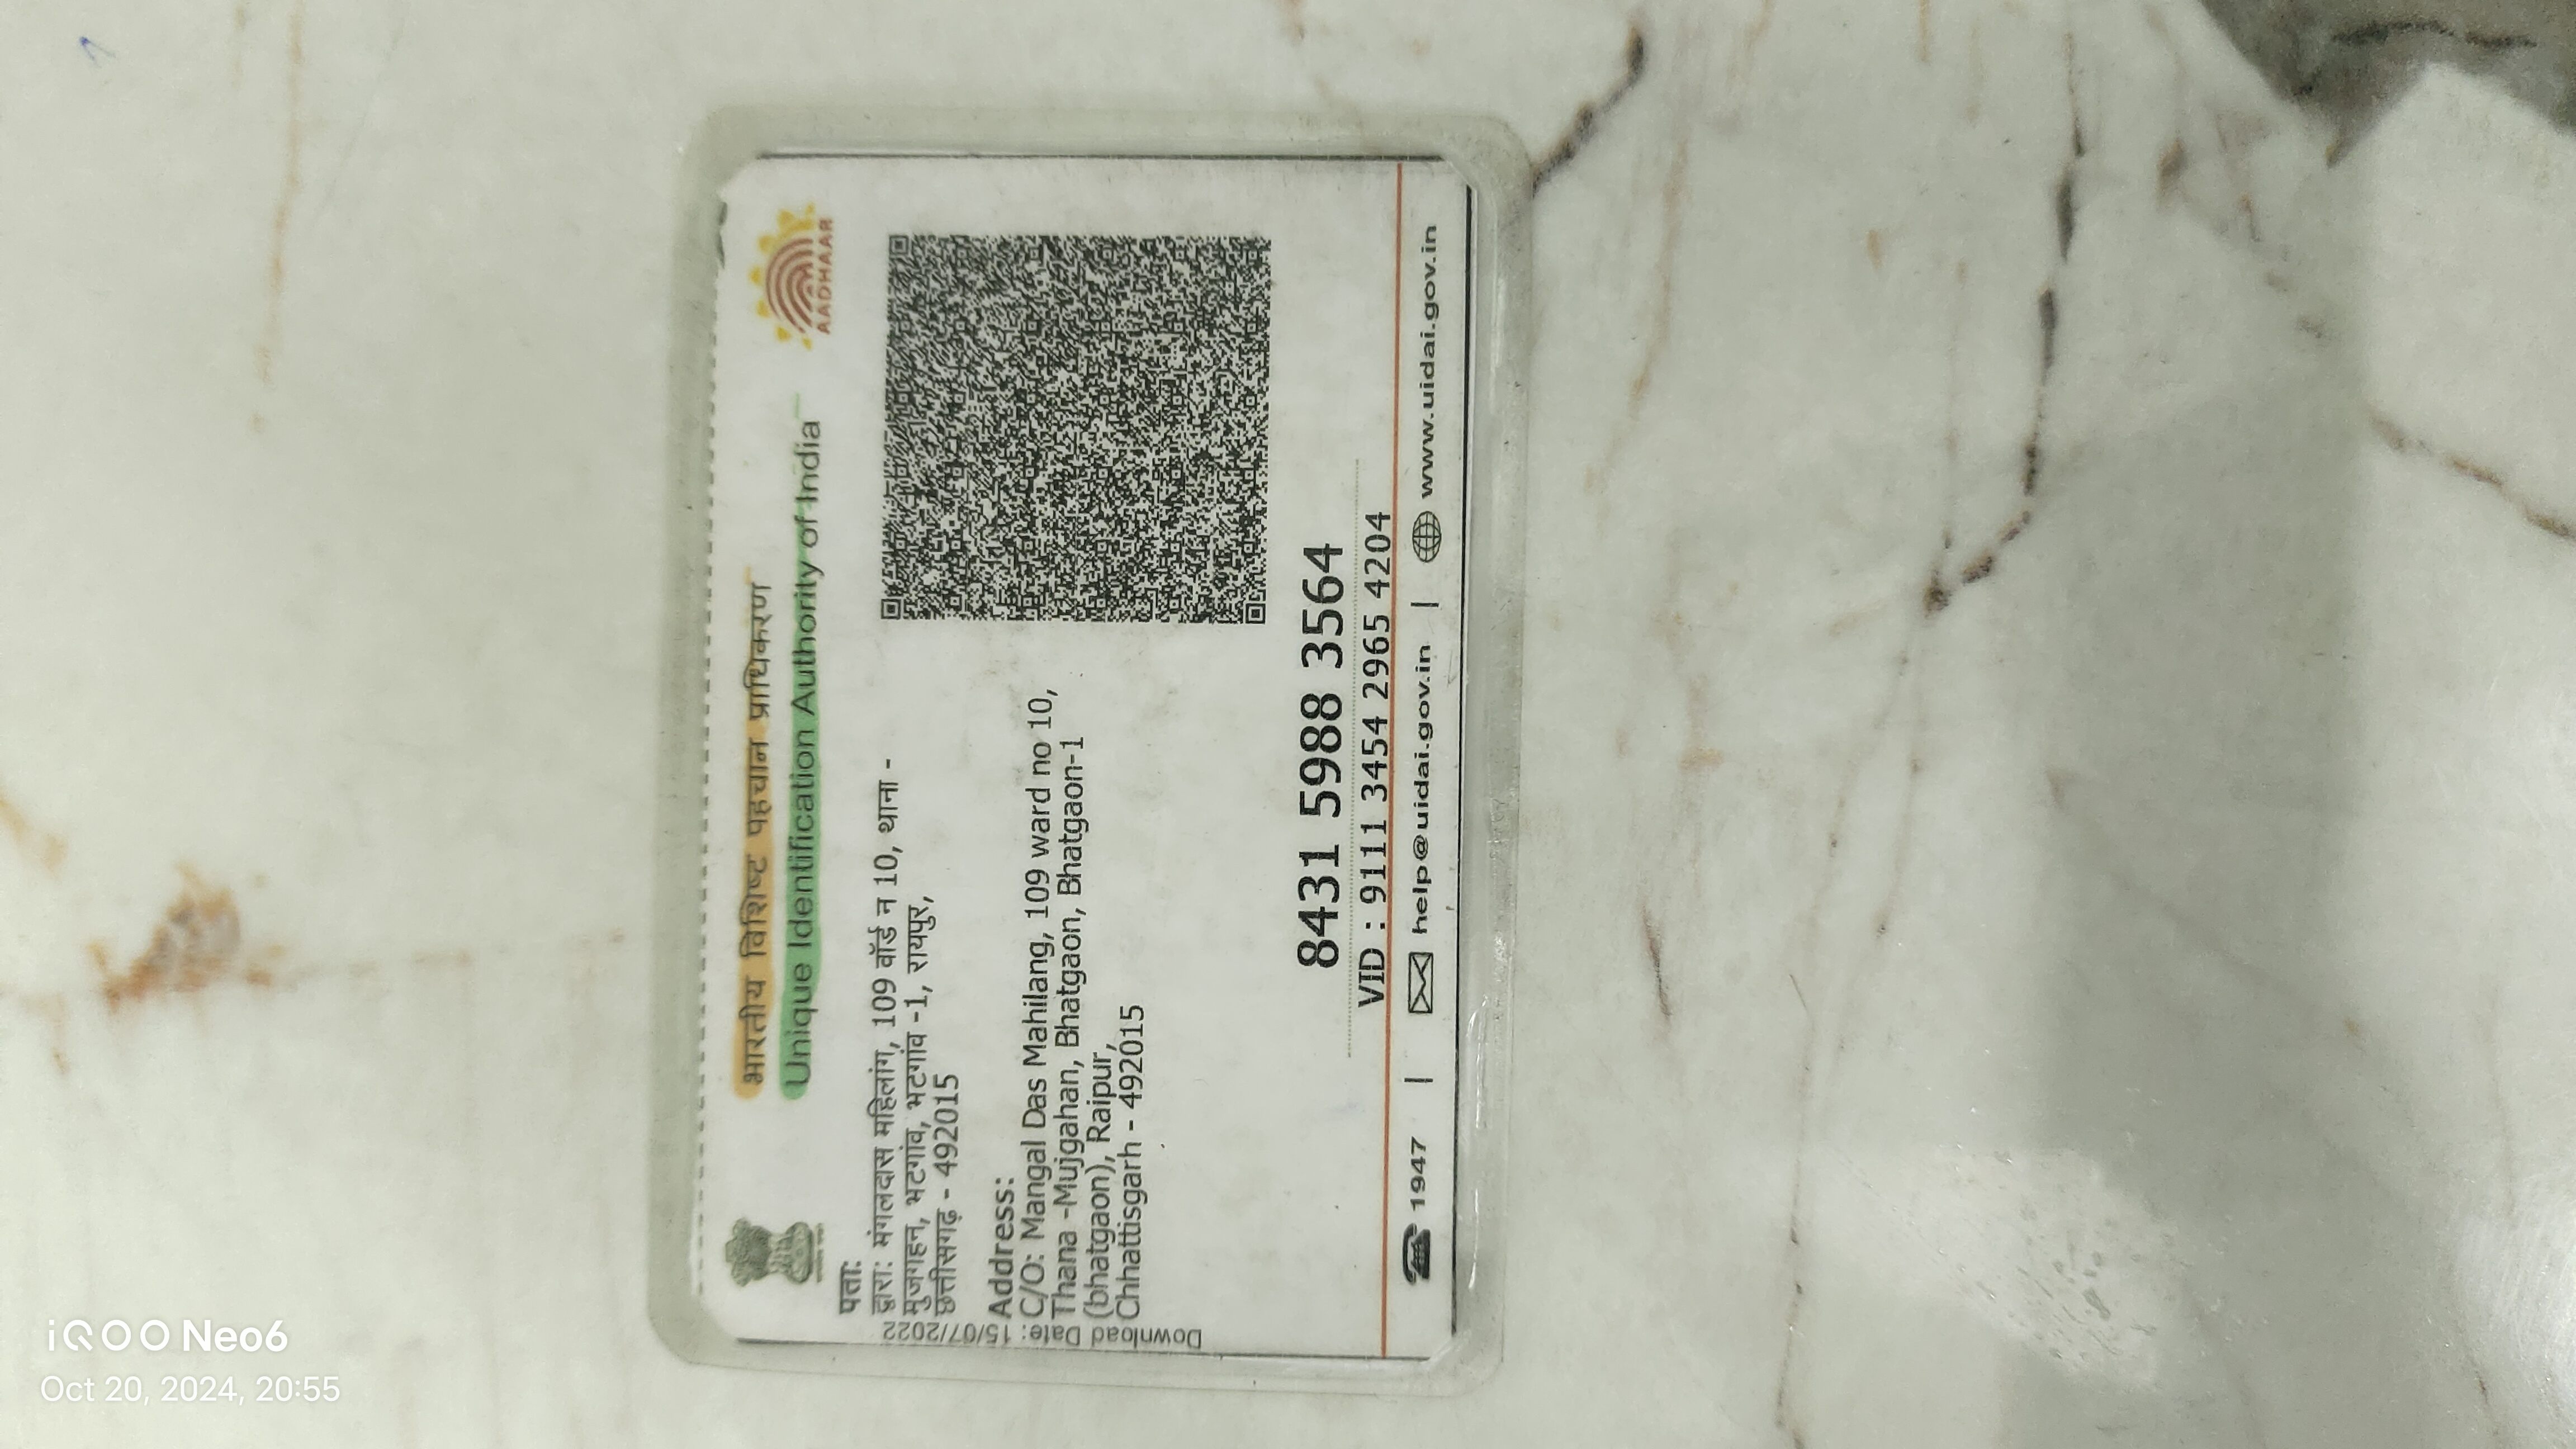 भारतीय विशिष्ट पहचान प्राधिकरण
Unique Identification Authority of India
AADHAAR
पता:
द्वारा: मंगलदास महिलांग, 109 वॉर्ड न 10, थाना -
मुजगहन, भटगांव, भटगांव -1, रायपुर,
छत्तीसगढ़ - 492015
Address:
C/O: Mangal Das Mahilang, 109 ward no 10,
Thana -Mujgahan, Bhatgaon, Bhatgaon-1
(bhatgaon), Raipur,
Chhattisgarh - 492015
Download Date: 15/07/2022
8431 5988 3564
VID : 9111 3454 2965 4204
1947 | help@uidai.gov.in | www.uidai.gov.in
iQOO Neo6
Oct 20, 2024, 20:55